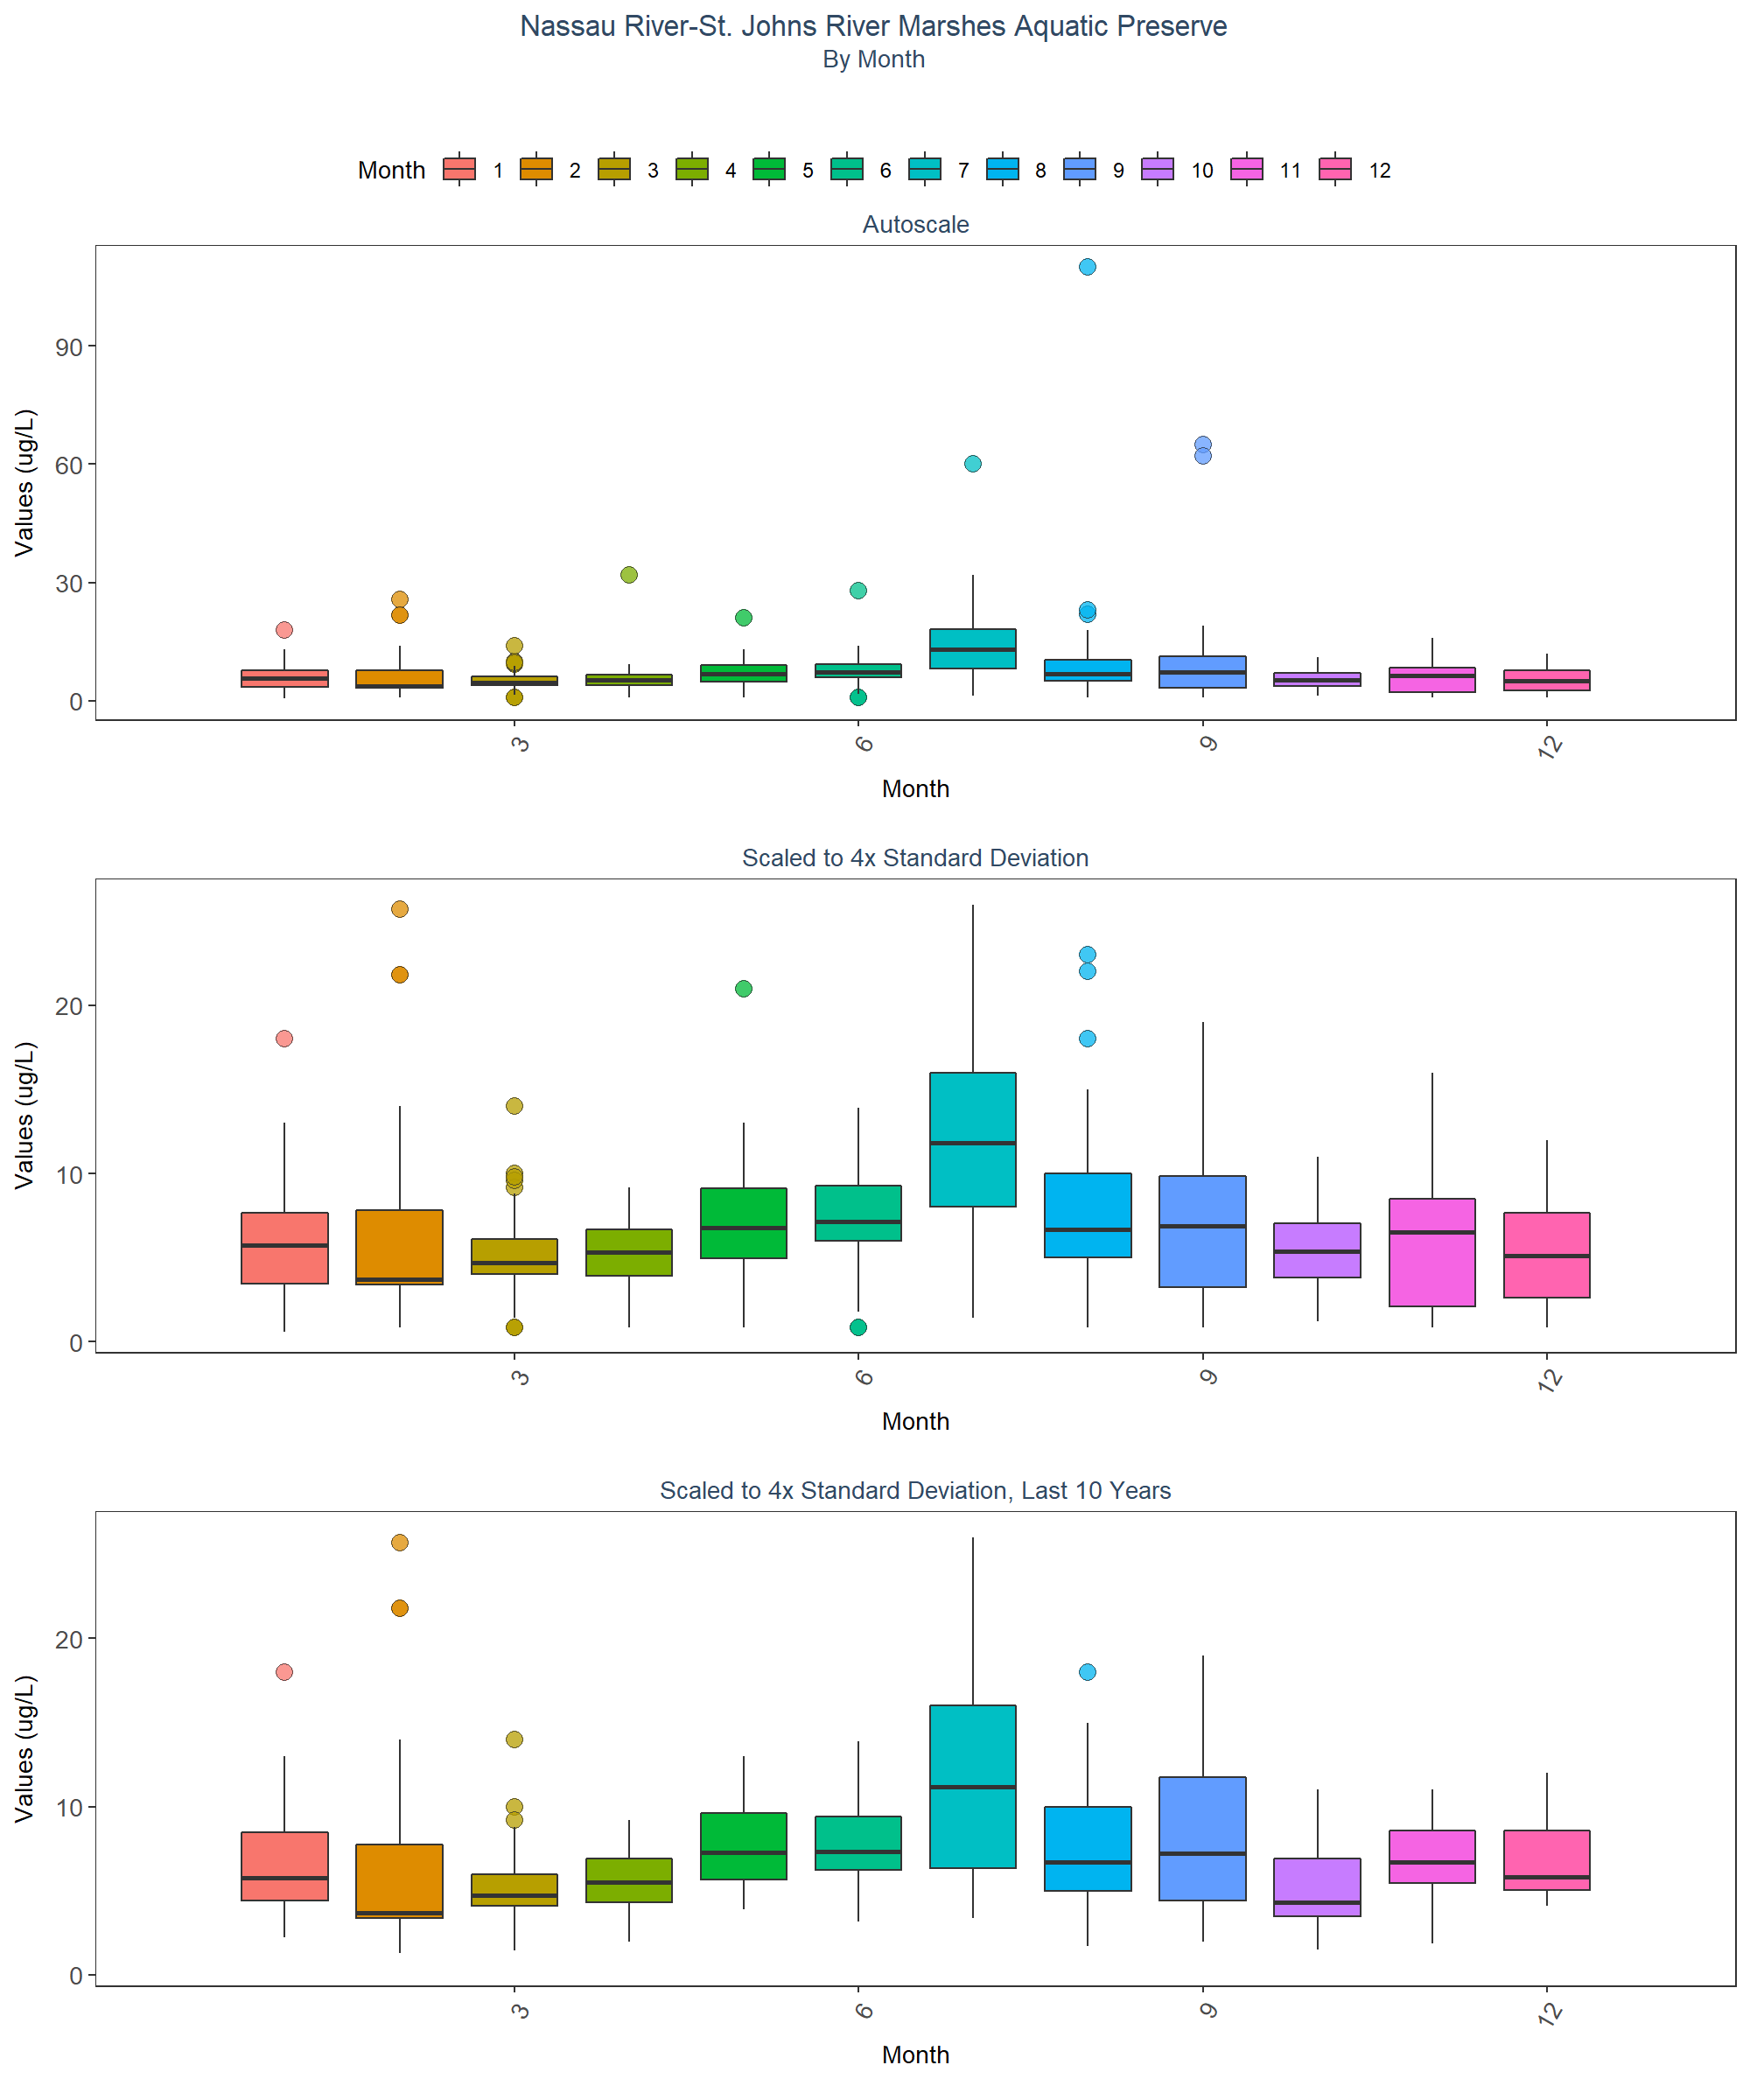 Nassau River-St. Johns River Marshes Aquatic Preserve
By Month
Month 1 2 3 4 5 6 7 8 9 10 11 12
Autoscale
Values (ug/L)
90
60
30
0
3 6 9 12
Month
Scaled to 4x Standard Deviation
Values (ug/L)
20
10
0
3 6 9 12
Month
Scaled to 4x Standard Deviation, Last 10 Years
Values (ug/L)
20
10
0
3 6 9 12
Month